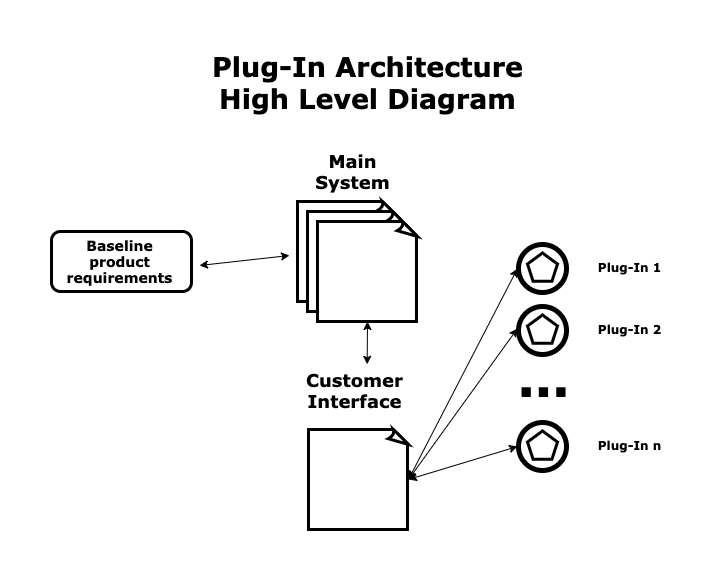 Plug-In Architecture
High Level Diagram
Main
System
Baseline
product
requirements
Plug-In 1
Plug-In 2
...
Customer
Interface
Plug-In n